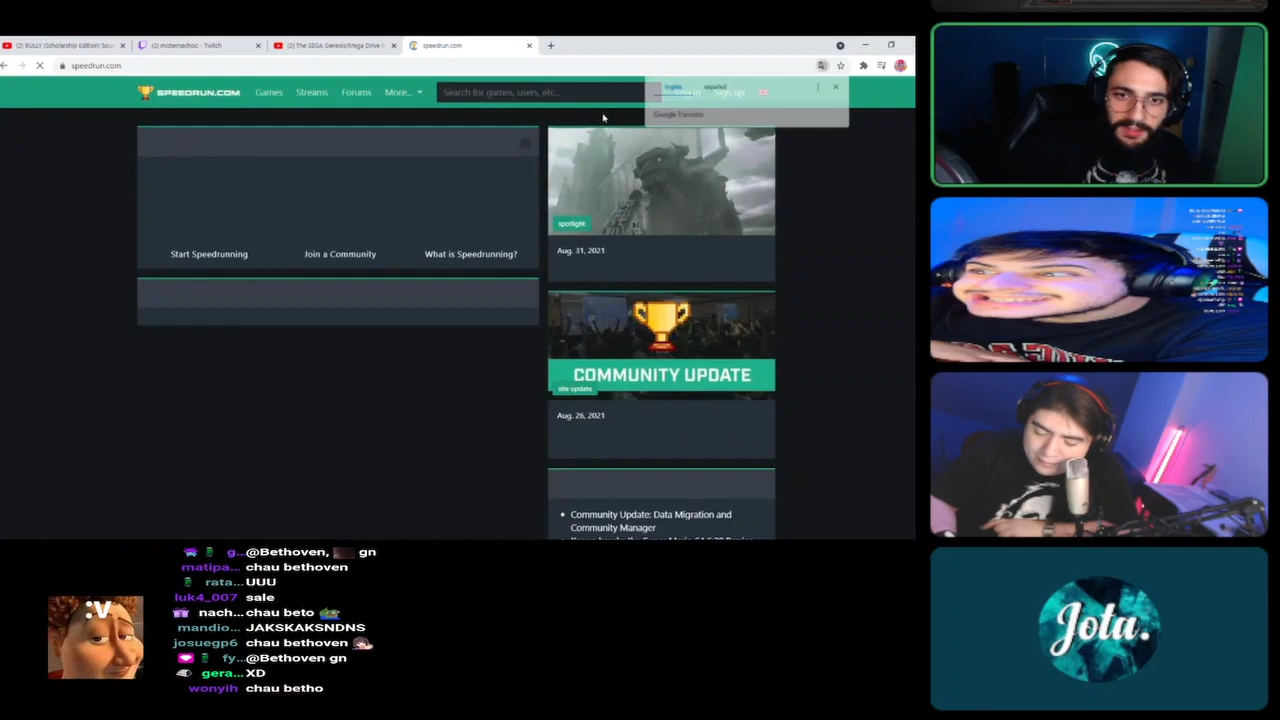 (2) BULLY (Scholarship Edition) Sou
(2) misternachoo - Twitch
(2) The SEGA Genesis/Mega Drive
speedrun.com
speedrun.com
SPEEDRUN.COM
Games
Streams
Forums
More...
Search for games, users, etc...
Sign up
inglés
español
Google Translate
Start Speedrunning
Join a Community
What is Speedrunning?
spotlight
Aug. 31, 2021
COMMUNITY UPDATE
site update
Aug. 26, 2021
Community Update: Data Migration and
Community Manager
g... @Bethoven, gn
matipa... chau bethoven
rata... UUU
luk4_007 sale
nach... chau beto
mandio... JAKSKAKSNDNS
josuegp6 chau bethoven
fy... @Bethoven gn
gera... XD
wonyih chau betho
:v
Jota.